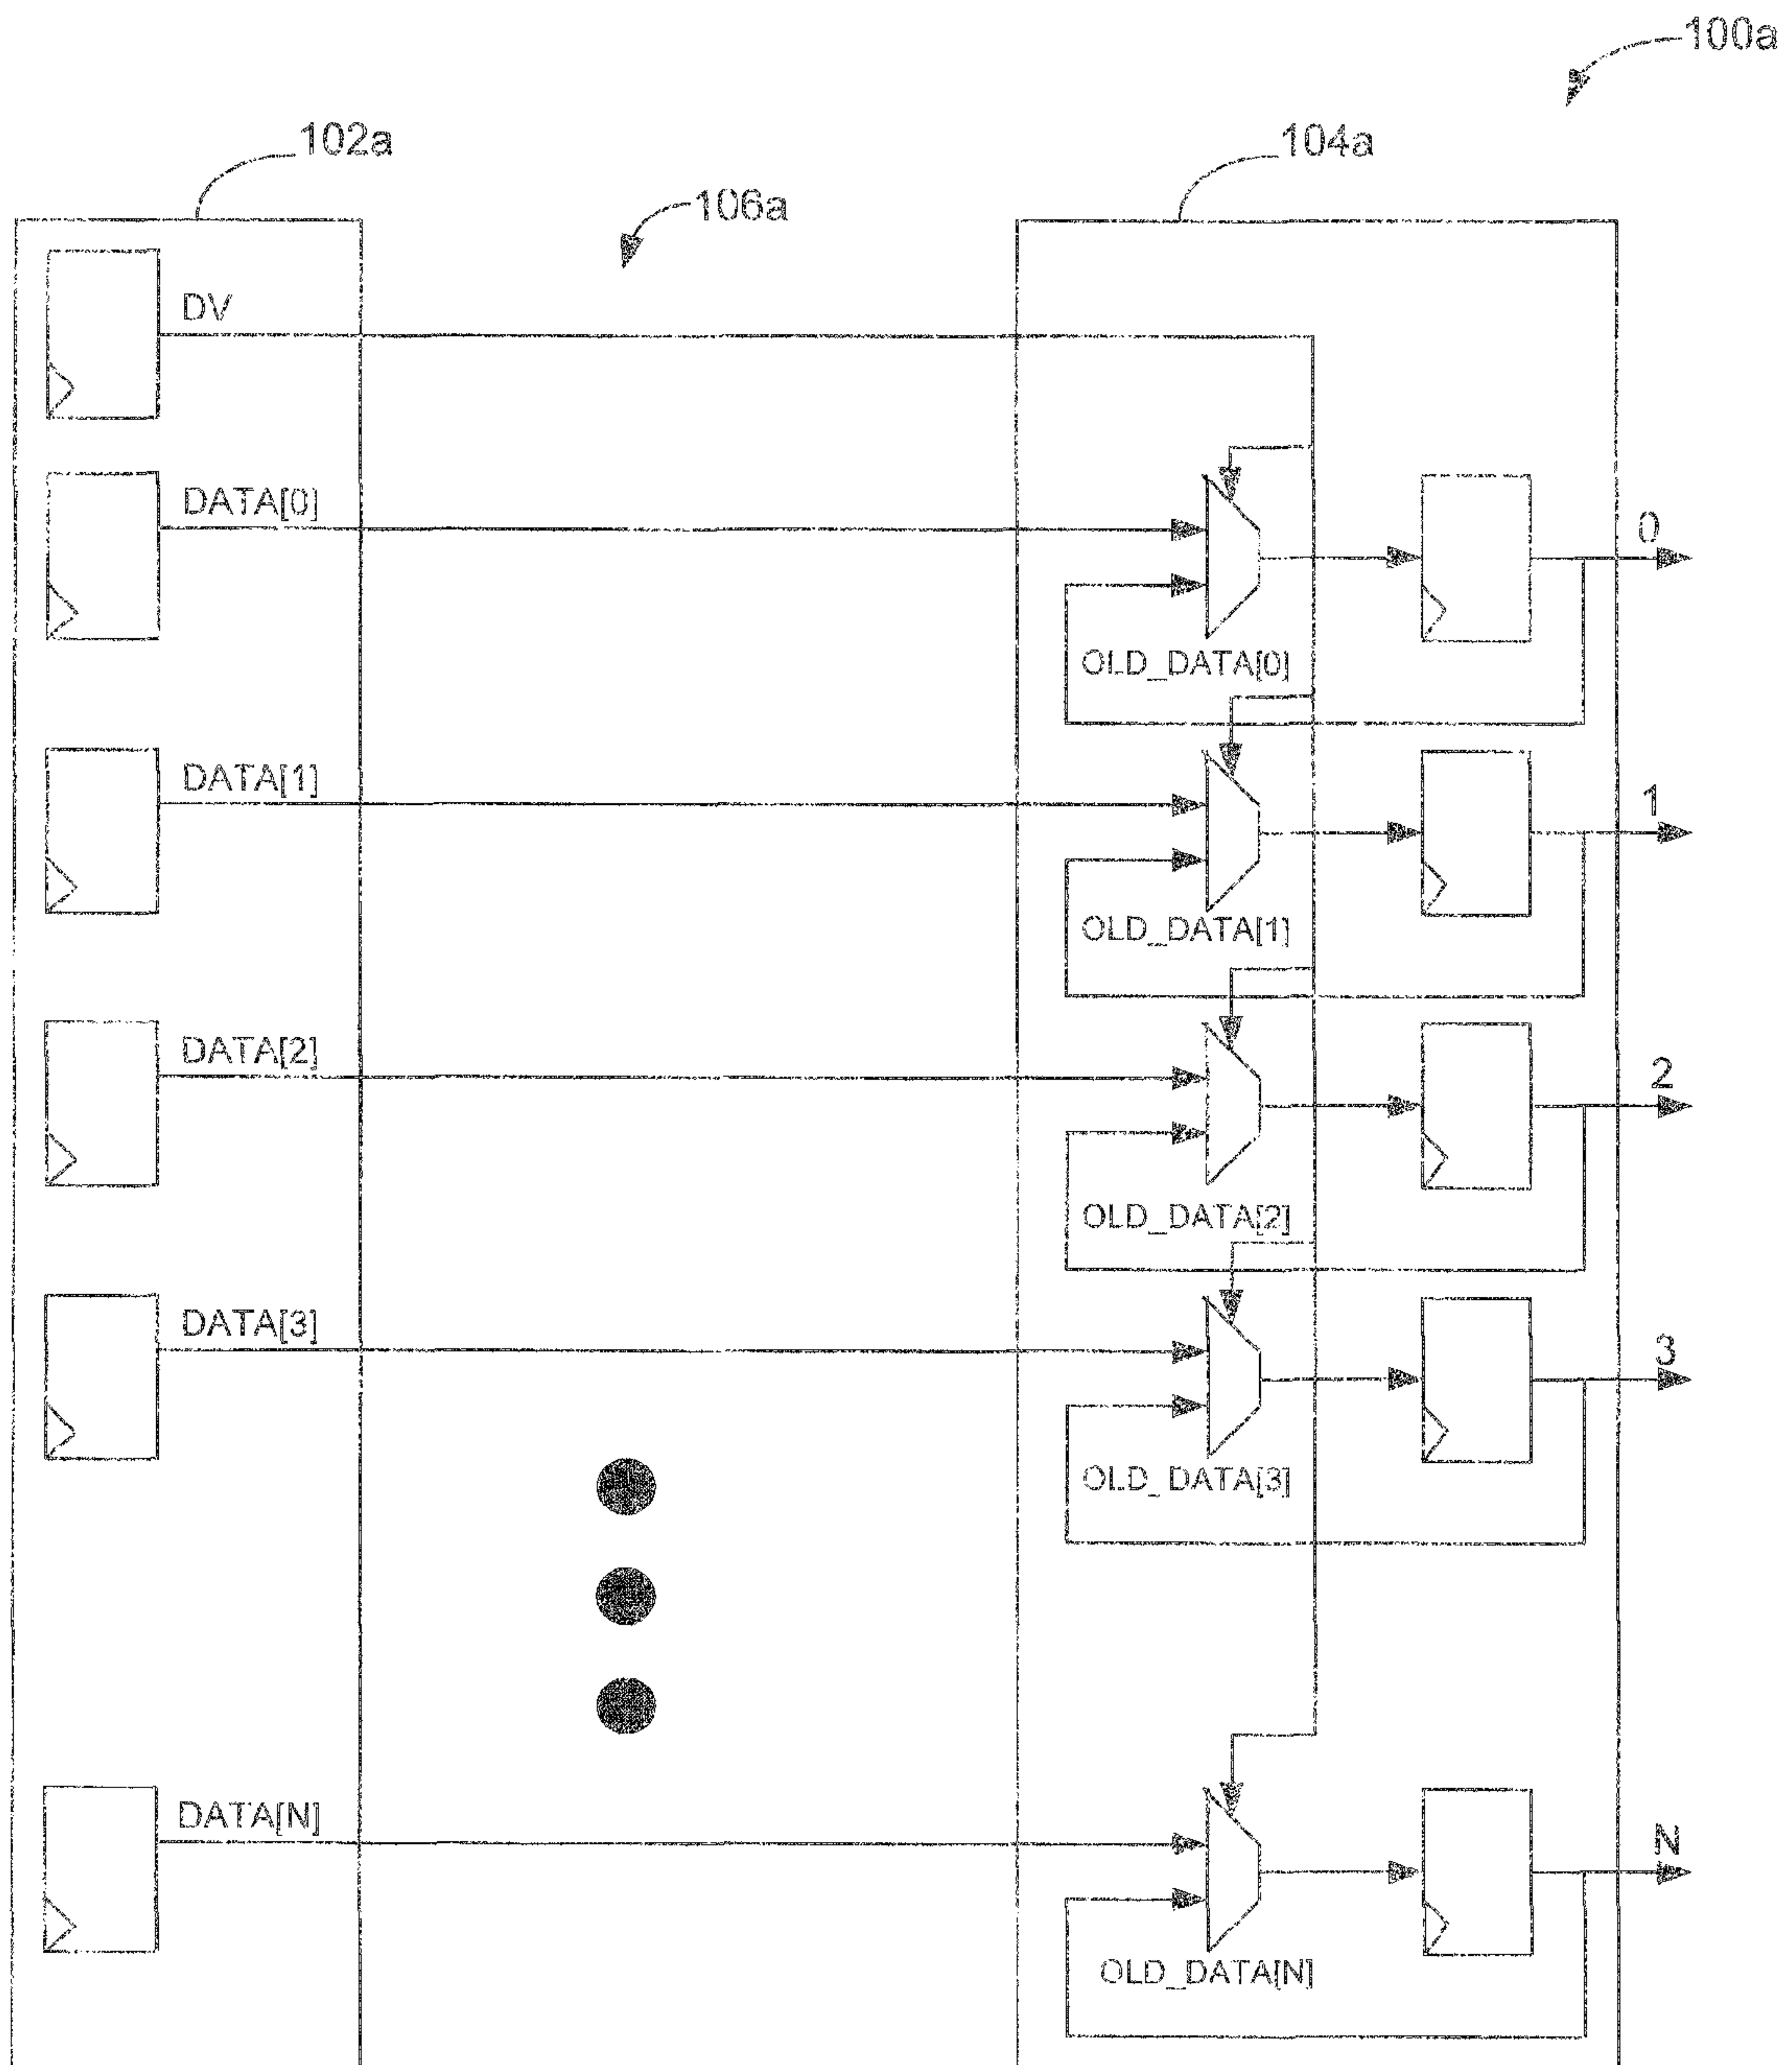 100a
102a
104a
106a
DV
DATA[0]
0
OLD_DATA[0]
DATA[1]
1
OLD_DATA[1]
DATA[2]
2
OLD_DATA[2]
DATA[3]
3
OLD_DATA[3]
DATA[N]
N
OLD_DATA[N]